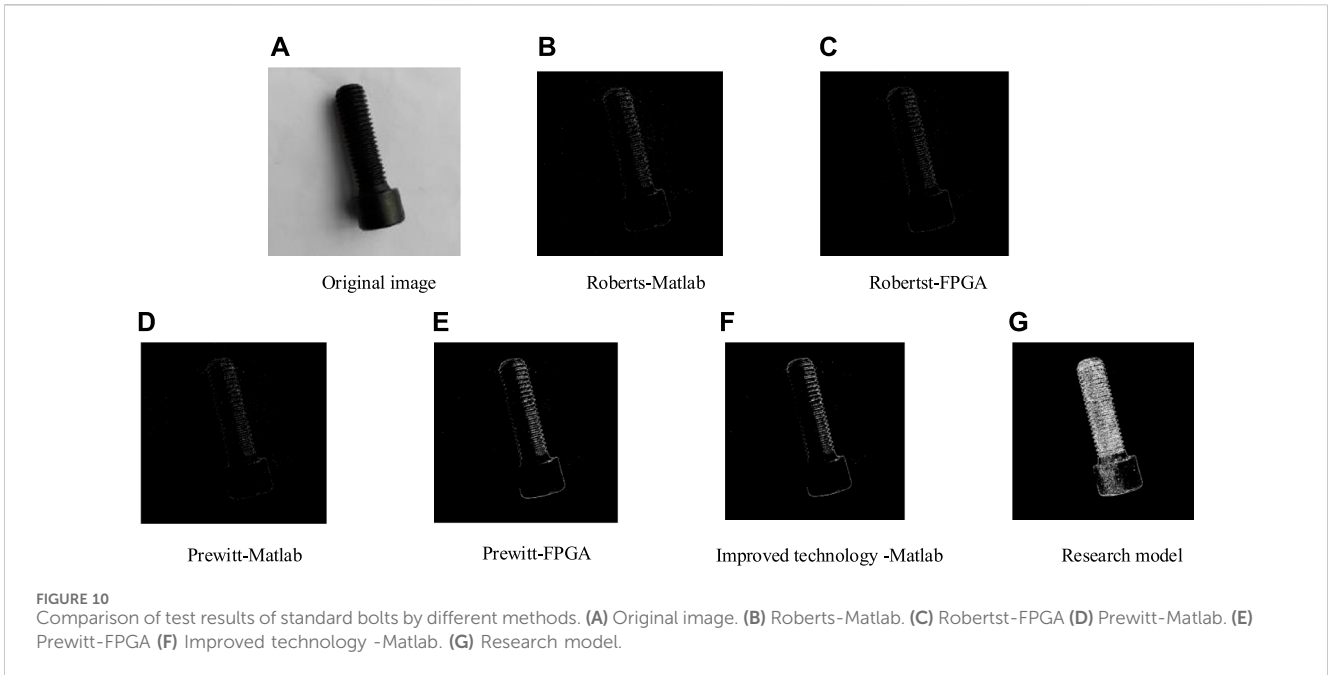 A
B
C
Original image
Roberts-Matlab
Robertst-FPGA
D
E
F
G
Prewitt-Matlab
Prewitt-FPGA
Improved technology -Matlab
Research model
FIGURE 10
Comparison of test results of standard bolts by different methods. (A) Original image. (B) Roberts-Matlab. (C) Robertst-FPGA (D) Prewitt-Matlab. (E)
Prewitt-FPGA (F) Improved technology -Matlab. (G) Research model.